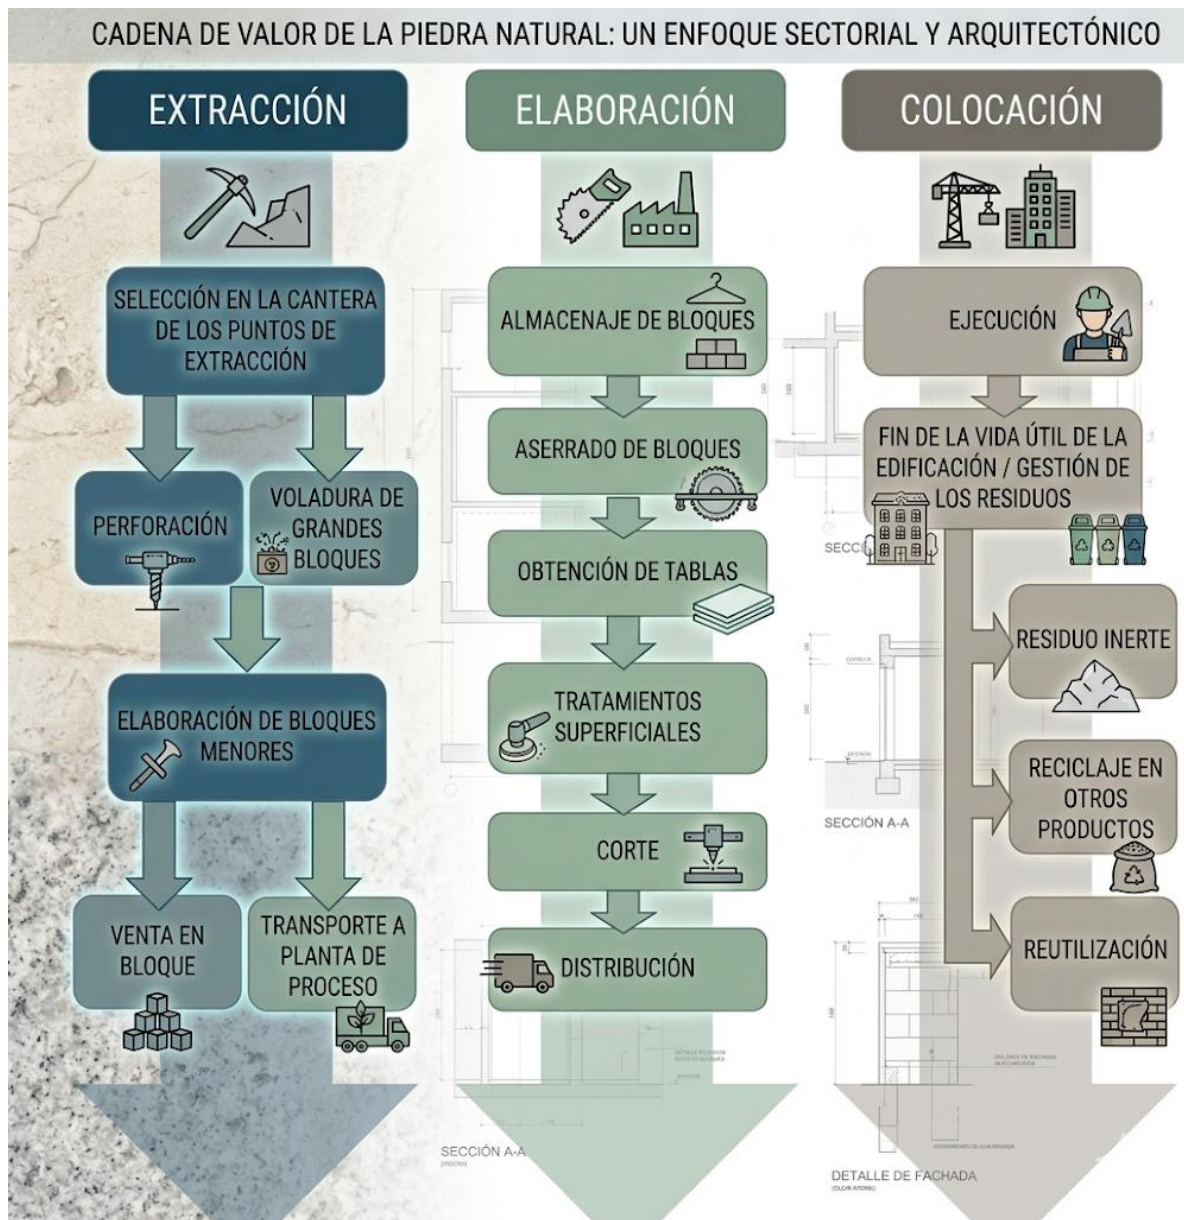 CADENA DE VALOR DE LA PIEDRA NATURAL: UN ENFOQUE SECTORIAL Y ARQUITECTÓNICO
EXTRACCIÓN
SELECCIÓN EN LA CANTERA
DE LOS PUNTOS DE
EXTRACCIÓN
PERFORACIÓN
VOLADURA DE
GRANDES
BLOQUES
ELABORACIÓN DE BLOQUES
MENORES
VENTA EN
BLOQUE
TRANSPORTE A
PLANTA DE
PROCESO
ELABORACIÓN
ALMACENAJE DE BLOQUES
ASERRADO DE BLOQUES
OBTENCIÓN DE TABLAS
TRATAMIENTOS
SUPERFICIALES
CORTE
DISTRIBUCIÓN
SECCIÓN A-A
COLOCACIÓN
EJECUCIÓN
FIN DE LA VIDA ÚTIL DE LA
EDIFICACIÓN / GESTIÓN DE
LOS RESIDUOS
SECCI
RESIDUO INERTE
RECICLAJE EN
OTROS
PRODUCTOS
SECCIÓN A-A
REUTILIZACIÓN
DETALLE DE FACHADA